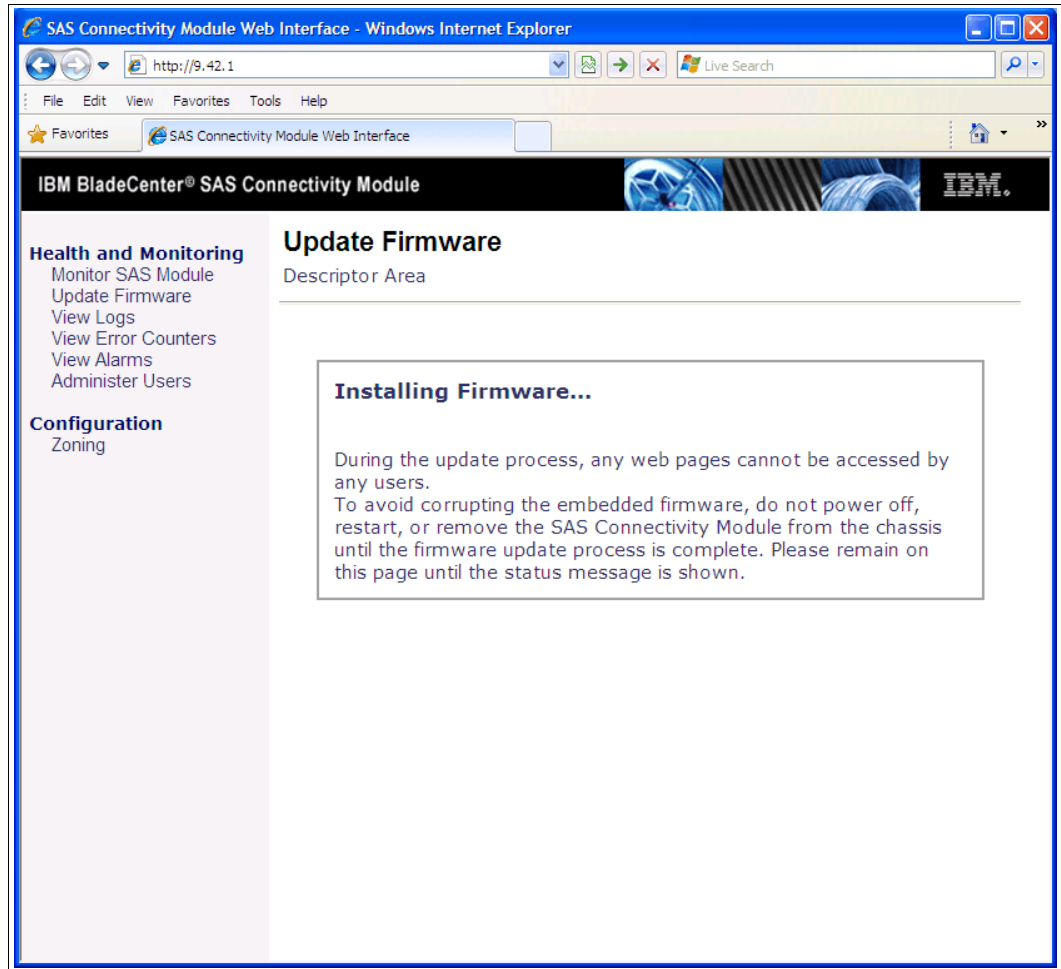 SAS Connectivity Module Web Interface - Windows Internet Explorer
http://9.42.1
Live Search
File Edit View Favorites Tools Help
Favorites
SAS Connectivity Module Web Interface
»
IBM BladeCenter® SAS Connectivity Module
IBM®
Health and Monitoring
Monitor SAS Module
Update Firmware
View Logs
View Error Counters
View Alarms
Administer Users
Configuration
Zoning
Update Firmware
Descriptor Area
Installing Firmware...
During the update process, any web pages cannot be accessed by
any users.
To avoid corrupting the embedded firmware, do not power off,
restart, or remove the SAS Connectivity Module from the chassis
until the firmware update process is complete. Please remain on
this page until the status message is shown.